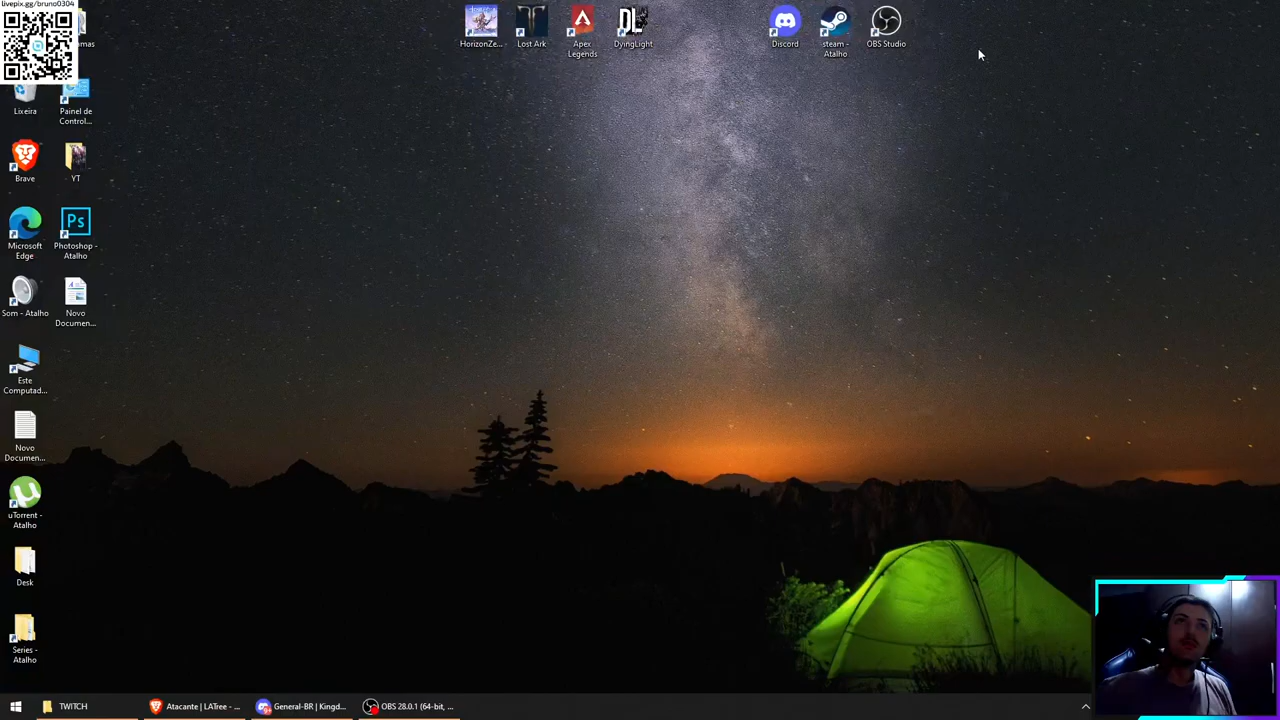 livepix.gg/bruno0304
HorizonZe...
Lost Ark
Apex
Legends
DyingLight
Discord
steam -
Atalho
OBS Studio
Lixeira
Painel de
Control...
Brave
YT
Microsoft
Edge
Photoshop -
Atalho
Som - Atalho
Novo
Documen...
Este
Computad...
Novo
Documen...
uTorrent -
Atalho
Desk
Series -
Atalho
TWITCH
Atacante | LATree - ...
General-BR | Kingd...
OBS 28.0.1 (64-bit, ...